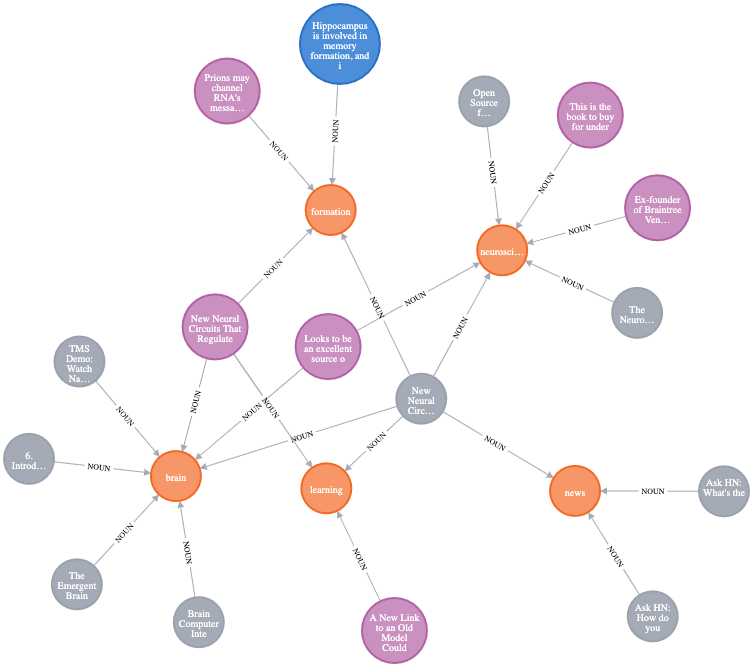 Hippocampus
is involved in
memory
formation, and
i
Prions may
channel
RNA's
messa...
NOUN
NOUN
formation
Open
Source
f...
This is the
book to buy
for under
NOUN
NOUN
Ex-founder
of Braintree
Ven...
NOUN
neurosci...
NOUN
The
Neuro...
NOUN
NOUN
NOUN
NOUN
New Neural
Circuits That
Regulate
Looks to be
an excellent
source o
TMS
Demo:
Watch
Na...
New
Neural
Circ...
NOUN
NOUN
NOUN
NOUN
NOUN
NOUN
NOUN
6.
Introd...
NOUN
brain
learning
news
NOUN
Ask HN:
What's the
NOUN
NOUN
NOUN
NOUN
The
Emergent
Brain
Brain
Computer
Inte
A New Link
to an Old
Model
Could
Ask HN:
How do
you